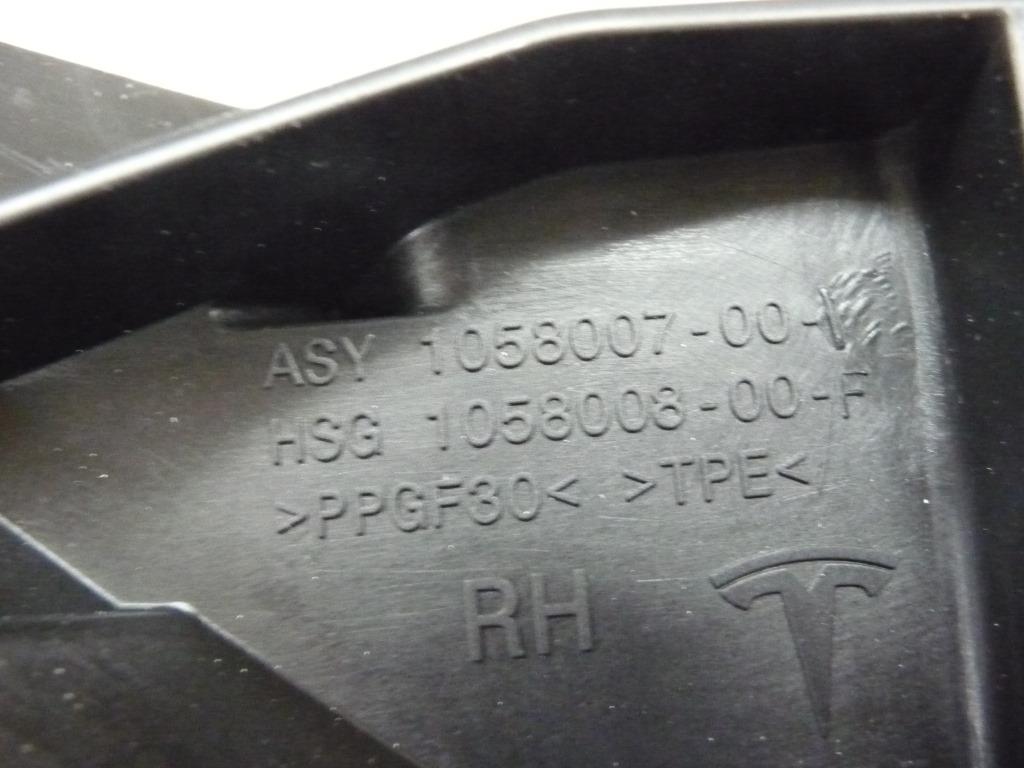 ASY 1058007-00-
HSG 1058008-00-F
>PPGF30< >TPE<
RH